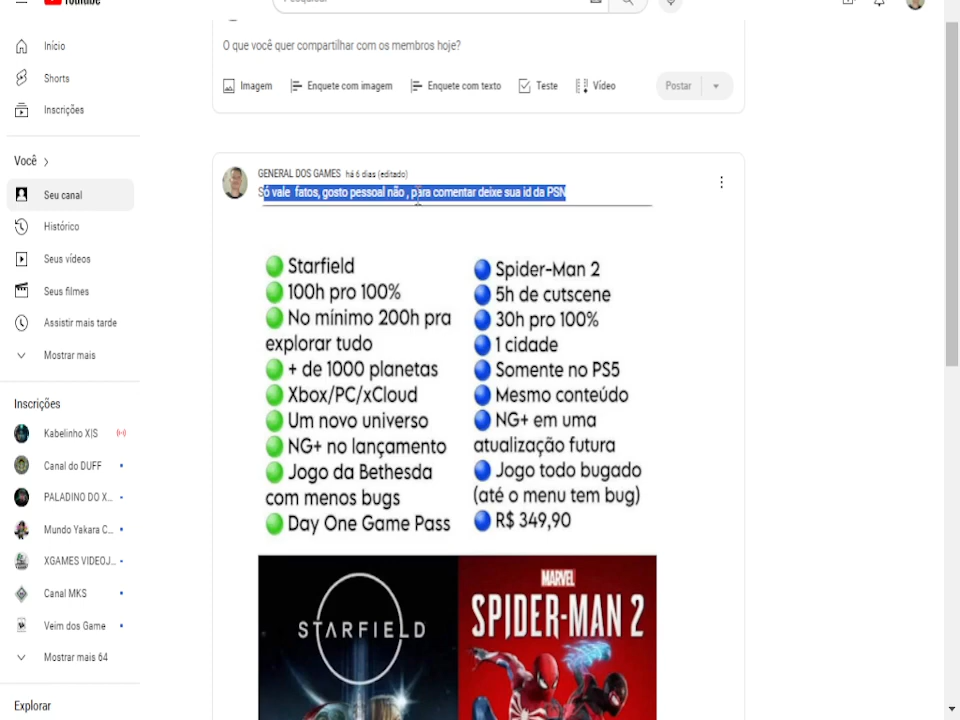 YouTube
O que você quer compartilhar com os membros hoje?
Imagem
Enquete com imagem
Enquete com texto
Teste
Vídeo
Postar
Início
Shorts
Inscrições
Você
Seu canal
Histórico
Seus vídeos
Seus filmes
Assistir mais tarde
Mostrar mais
Inscrições
Kabelinho X|S
Canal do DUFF
PALADINO DO X...
Mundo Yakara C...
XGAMES VIDEOJ...
Canal MKS
Veim dos Game
Mostrar mais 64
Explorar
GENERAL DOS GAMES há 6 dias (editado)
Só vale fatos, gosto pessoal não , para comentar deixe sua id da PSN
Starfield
100h pro 100%
No mínimo 200h pra
explorar tudo
+ de 1000 planetas
Xbox/PC/xCloud
Um novo universo
NG+ no lançamento
Jogo da Bethesda
com menos bugs
Day One Game Pass
Spider-Man 2
5h de cutscene
30h pro 100%
1 cidade
Somente no PS5
Mesmo conteúdo
NG+ em uma
atualização futura
Jogo todo bugado
(até o menu tem bug)
R$ 349,90
STARFIELD
MARVEL
SPIDER-MAN 2